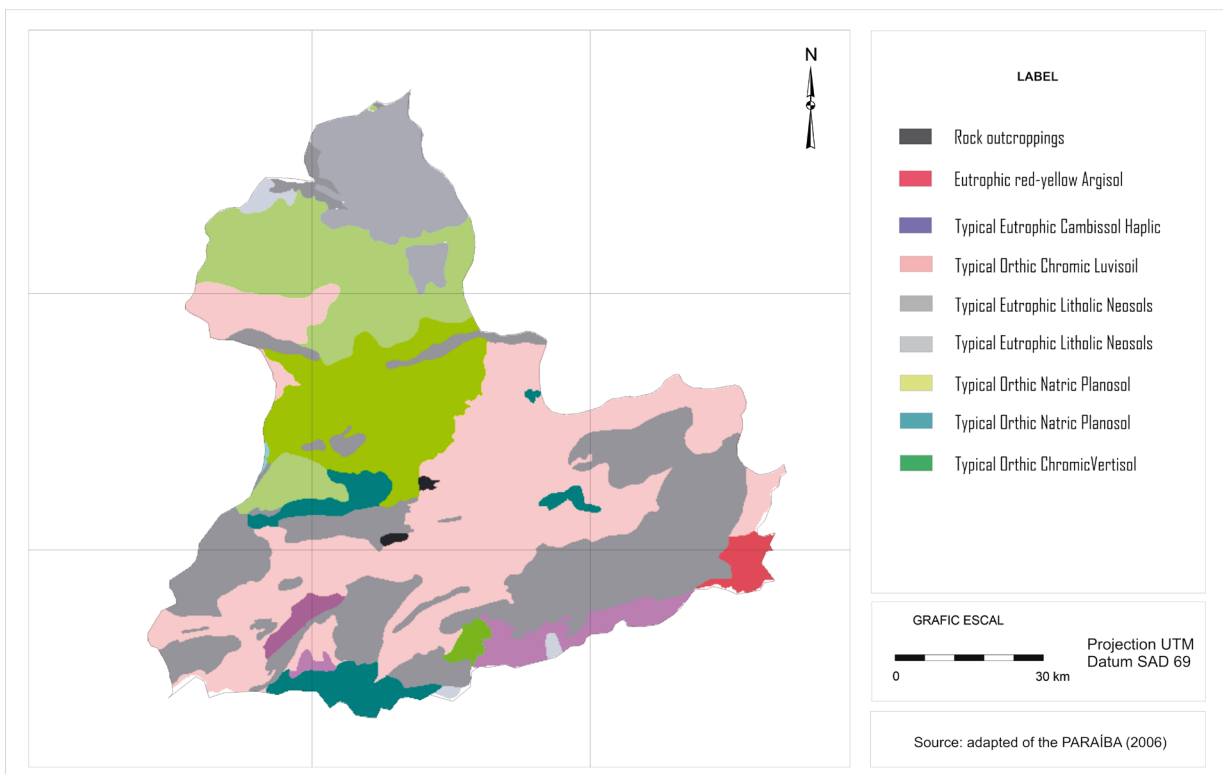 N
LABEL
Rock outcroppings
Eutrophic red-yellow Argisol
Typical Eutrophic Cambissol Haplic
Typical Orthic Chromic Luvisoil
Typical Eutrophic Litholic Neosols
Typical Eutrophic Litholic Neosols
Typical Orthic Natric Planosol
Typical Orthic Natric Planosol
Typical Orthic ChromicVertisol
GRAFIC ESCAL
0 30 km
Projection UTM
Datum SAD 69
Source: adapted of the PARAÍBA (2006)